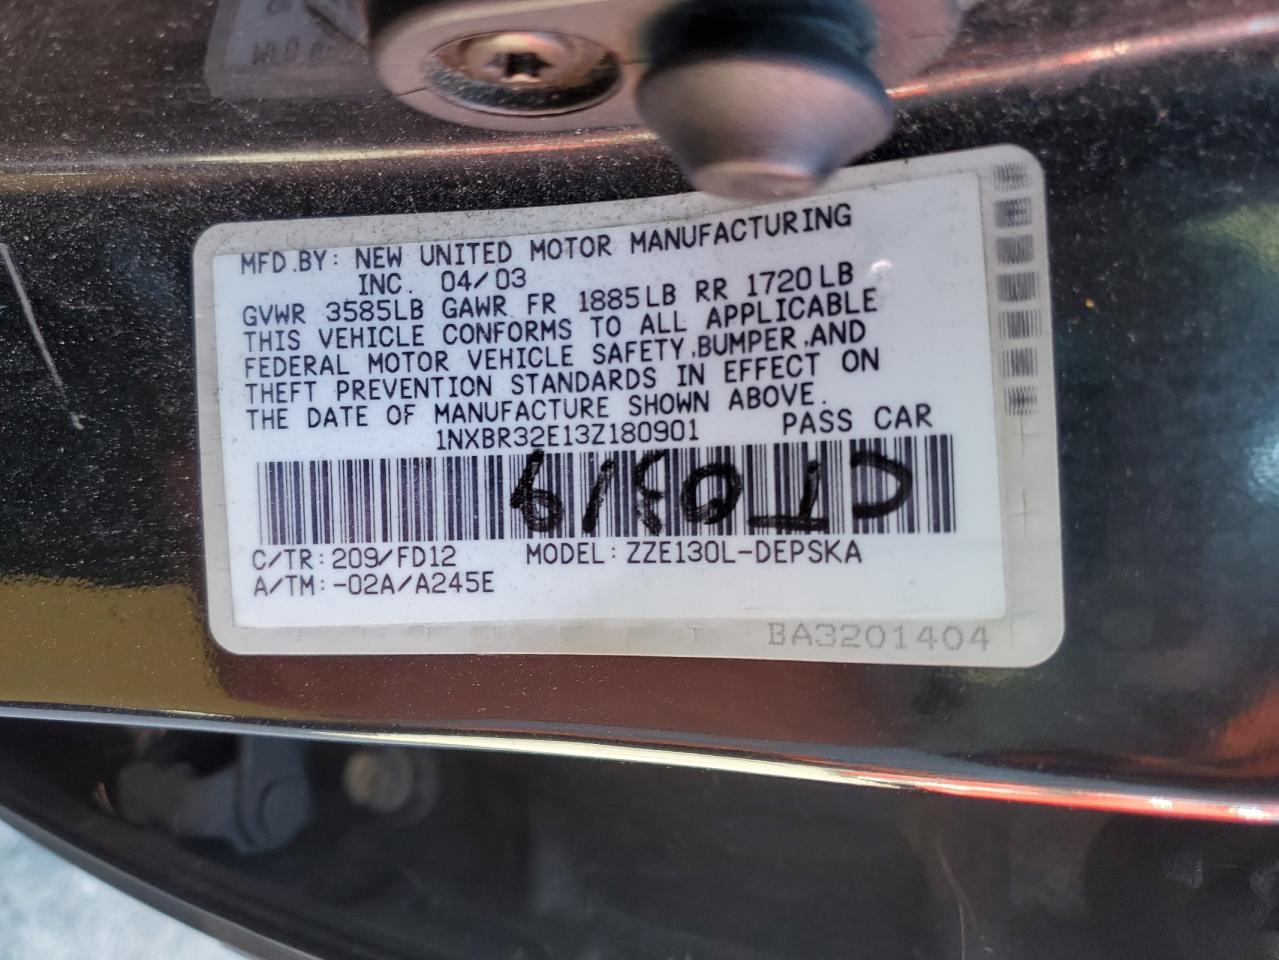 MFD.BY: NEW UNITED MOTOR MANUFACTURING
INC. 04/03
GVWR 3585LB GAWR FR 1885LB RR 1720LB
THIS VEHICLE CONFORMS TO ALL APPLICABLE
FEDERAL MOTOR VEHICLE SAFETY,BUMPER,AND
THEFT PREVENTION STANDARDS IN EFFECT ON
THE DATE OF MANUFACTURE SHOWN ABOVE.
1NXBR32E13Z180901 PASS CAR
C/TR:209/FD12 MODEL:ZZE130L-DEPSKA
A/TM:-02A/A245E
BA3201404